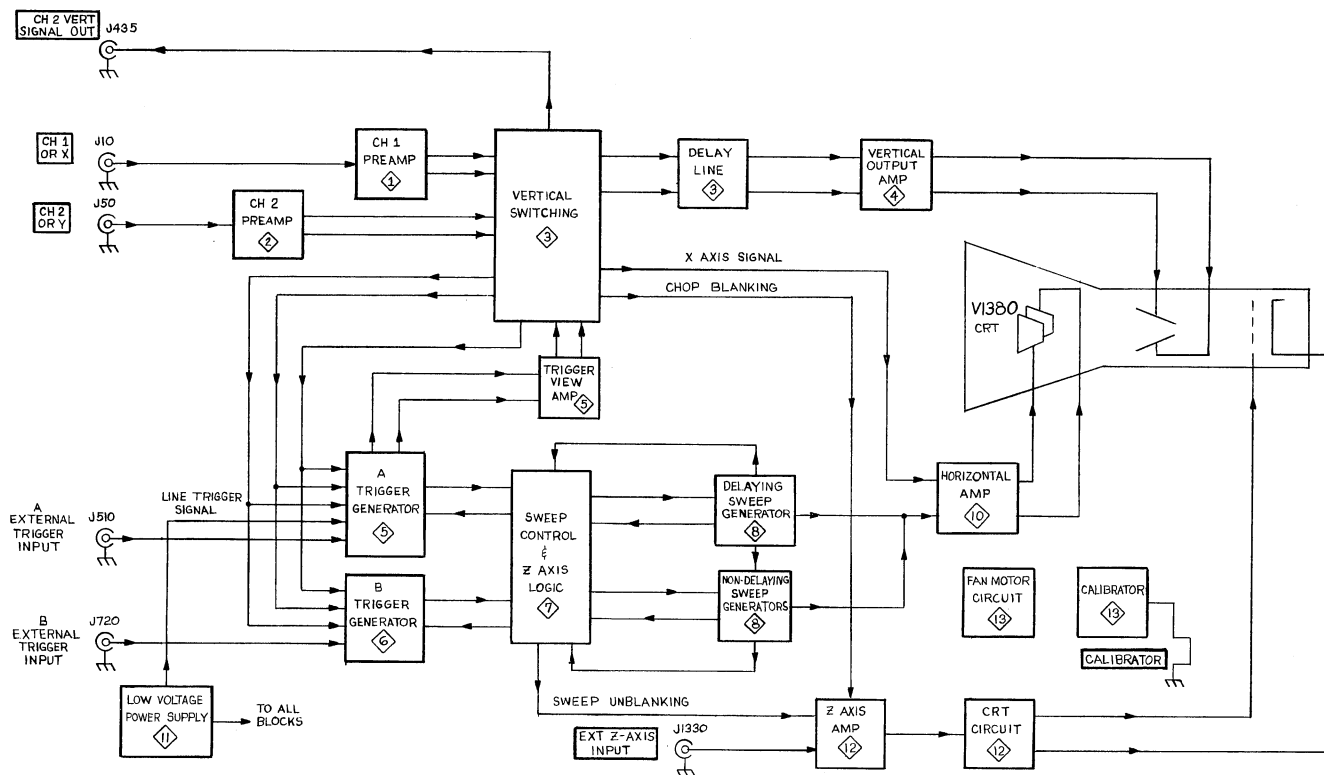 CH 2 VERT
SIGNAL OUT
J435
CH 1
OR X
J10
CH 1
PREAMP
1
CH 2
OR Y
J50
CH 2
PREAMP
2
VERTICAL
SWITCHING
3
DELAY
LINE
3
VERTICAL
OUTPUT
AMP
4
X AXIS SIGNAL
CHOP BLANKING
V1380
CRT
TRIGGER
VIEW
AMP
5
A
TRIGGER
GENERATOR
5
LINE TRIGGER
SIGNAL
A
EXTERNAL
TRIGGER
INPUT
J510
SWEEP
CONTROL
&
Z AXIS
LOGIC
7
DELAYING
SWEEP
GENERATOR
8
HORIZONTAL
AMP
10
B
TRIGGER
GENERATOR
6
B
EXTERNAL
TRIGGER
INPUT
J720
NON-DELAYING
SWEEP
GENERATORS
8
FAN MOTOR
CIRCUIT
13
CALIBRATOR
13
CALIBRATOR
LOW VOLTAGE
POWER SUPPLY
11
TO ALL
BLOCKS
SWEEP UNBLANKING
EXT Z-AXIS
INPUT
J1330
Z AXIS
AMP
12
CRT
CIRCUIT
12